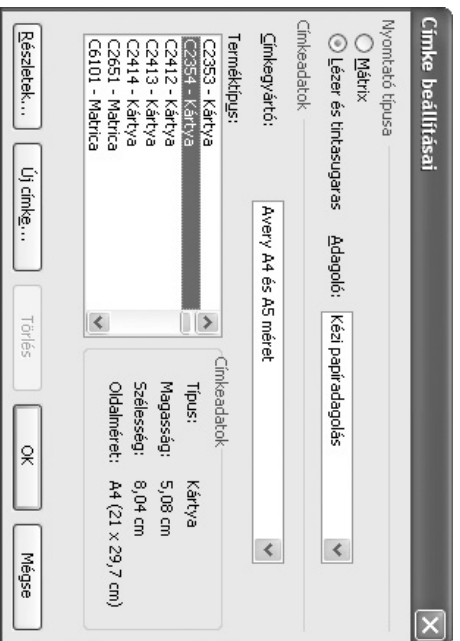 Címke beállításai
Nyomtató típusa
Mátrix
Lézer és tintasugaras Adagoló: Kézi papíradagolás
Címkeadatok
Címkegyártó: Avery A4 és A5 méret
Terméktípus:
C2353 - Kártya
C2354 - Kártya
C2412 - Kártya
C2413 - Kártya
C2414 - Kártya
C2651 - Matrica
C6101 - Matrica
Címkeadatok
Típus: Kártya
Magasság: 5,08 cm
Szélesség: 8,04 cm
Oldalméret: A4 (21 x 29,7 cm)
Részletek... Új címke... Törlés OK Mégse